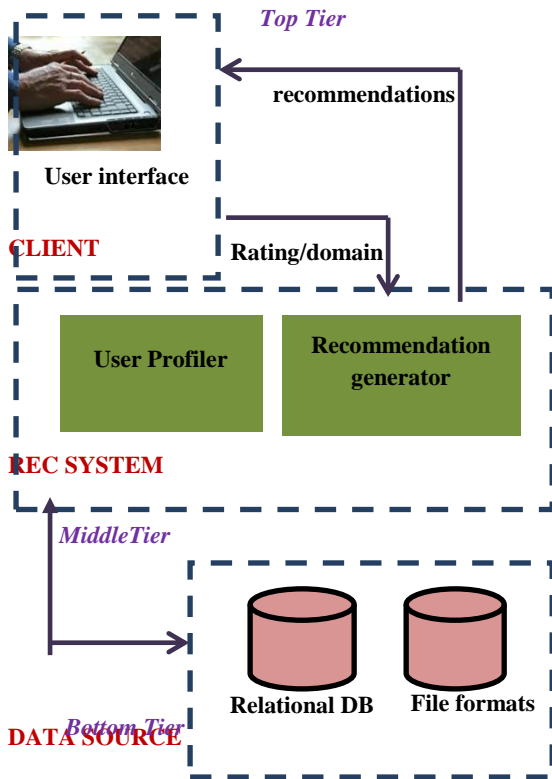 Top Tier
recommendations
User interface
CLIENT
Rating/domain
User Profiler
Recommendation
generator
REC SYSTEM
MiddleTier
Relational DB
File formats
Bottom Tier
DATA SOURCE